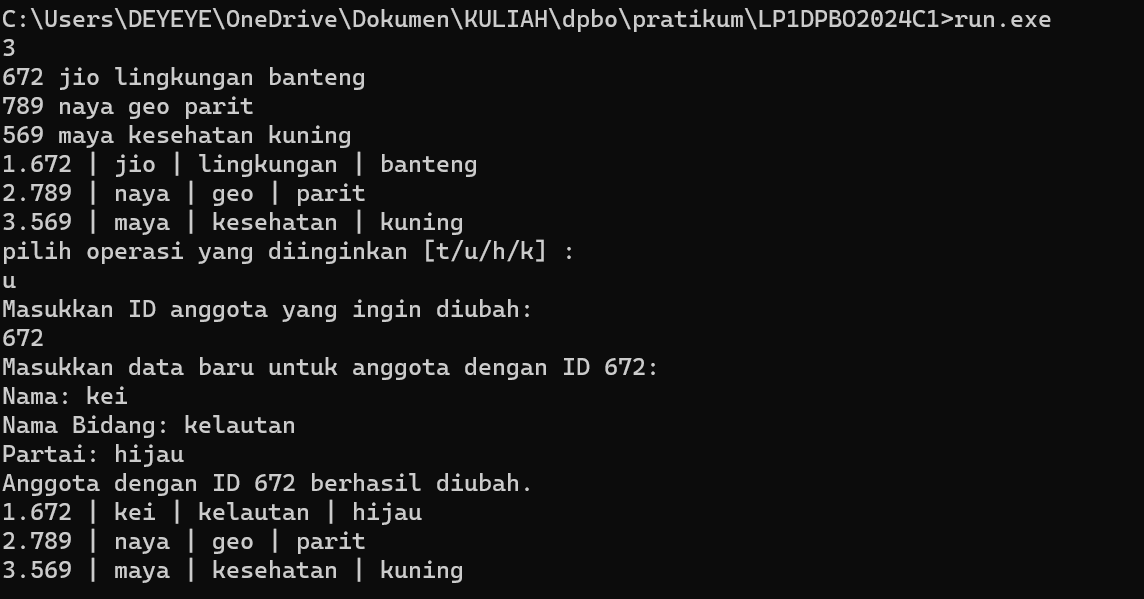 C:\Users\DEYEYE\OneDrive\Dokumen\KULIAH\dpbo\pratikum\LP1DPBO2024C1>run.exe
3
672 jio lingkungan banteng
789 naya geo parit
569 maya kesehatan kuning
1.672 | jio | lingkungan | banteng
2.789 | naya | geo | parit
3.569 | maya | kesehatan | kuning
pilih operasi yang diinginkan [t/u/h/k] :
u
Masukkan ID anggota yang ingin diubah:
672
Masukkan data baru untuk anggota dengan ID 672:
Nama: kei
Nama Bidang: kelautan
Partai: hijau
Anggota dengan ID 672 berhasil diubah.
1.672 | kei | kelautan | hijau
2.789 | naya | geo | parit
3.569 | maya | kesehatan | kuning